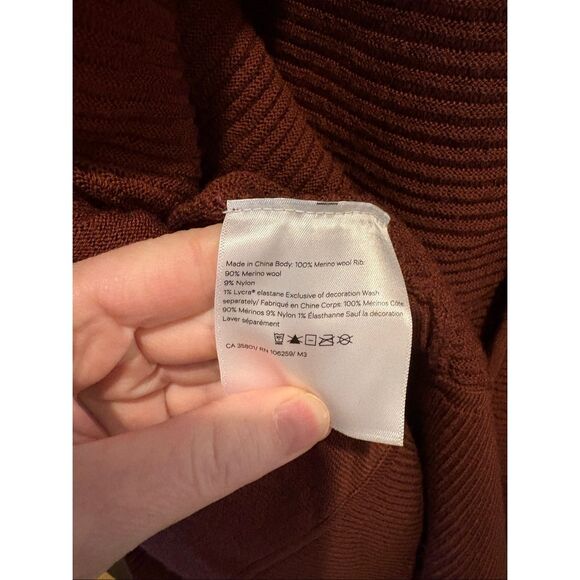 Made in China Body: 100% Merino wool Rib:
90% Merino wool
9% Nylon
1% Lycra® elastane Exclusive of decoration Wash
separately/ Fabriqué en Chine Corps: 100% Mérinos Côte:
90% Mérinos 9% Nylon 1% Élasthanne Sauf la décoration
Laver séparément
CA 35801/ RN 106259/ M3